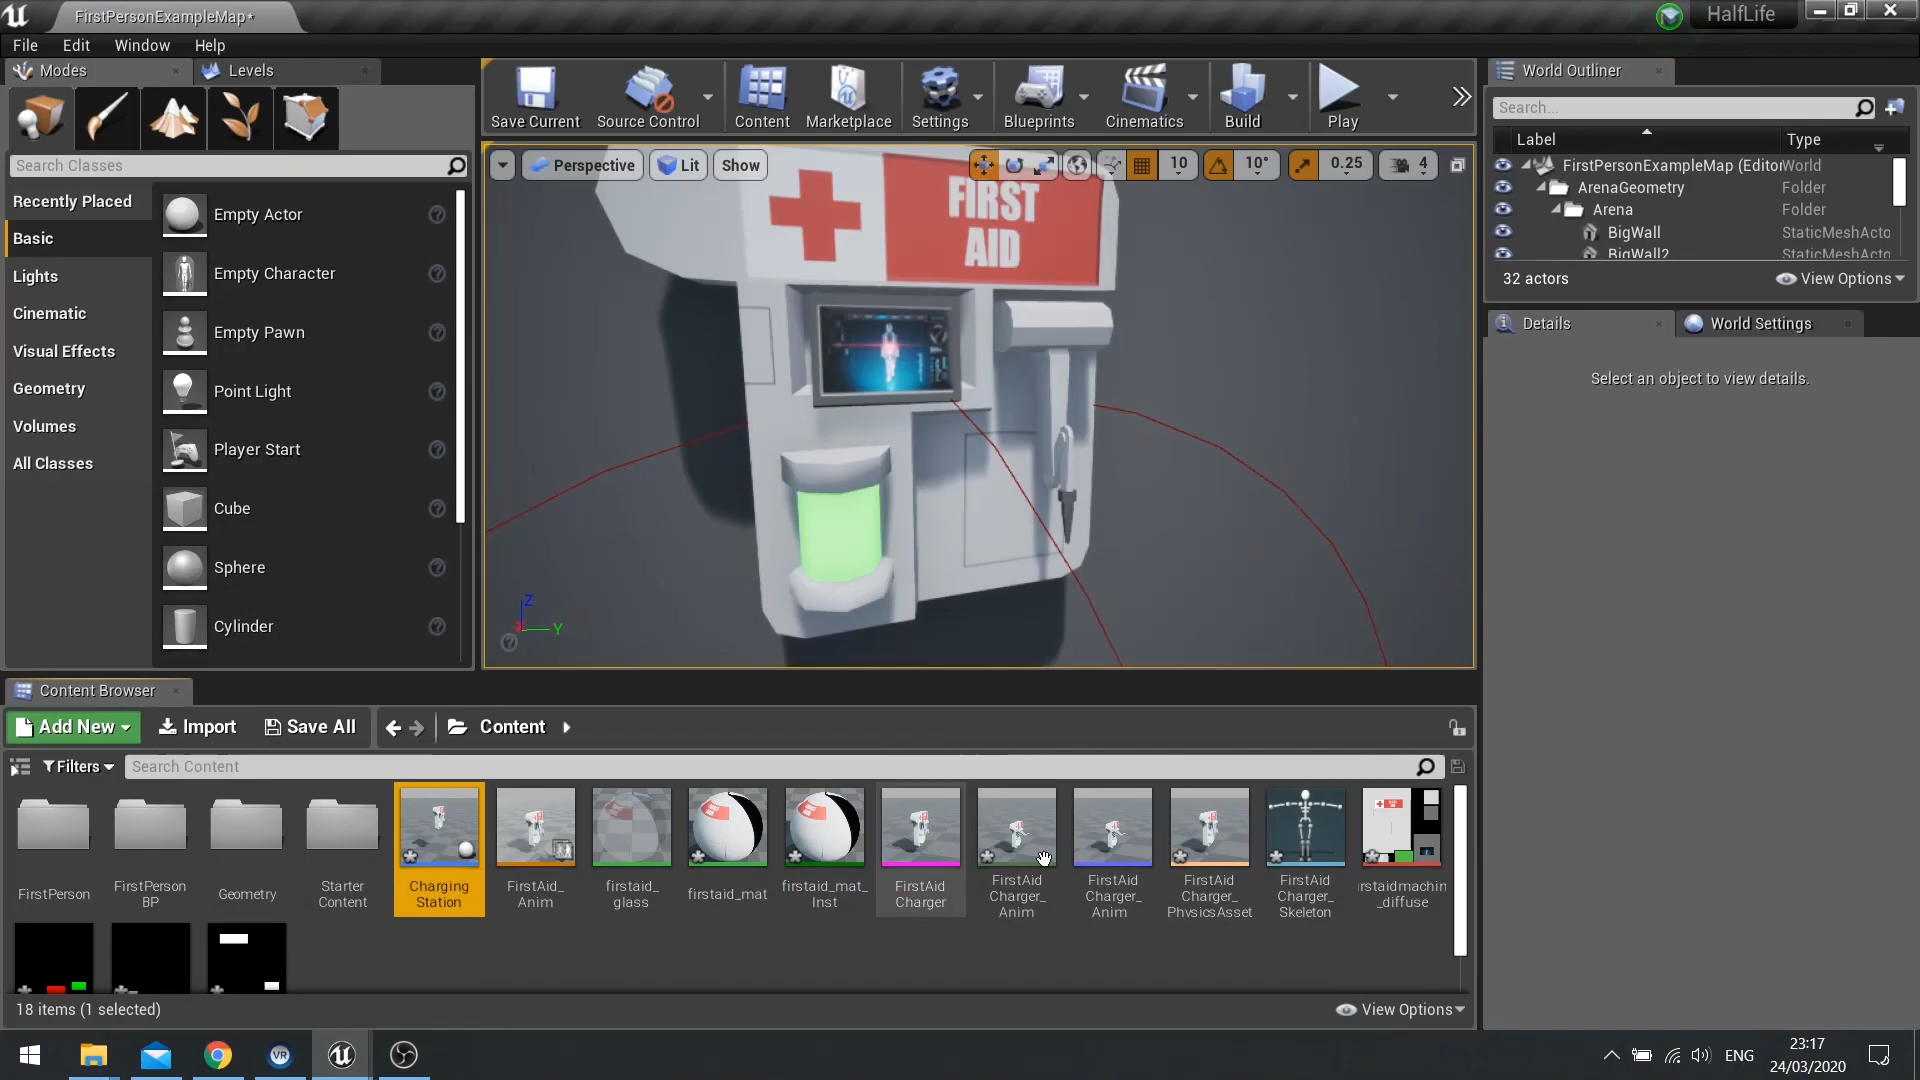 FirstPersonExampleMap*
HalfLife
File Edit Window Help
Modes
Levels
Search Classes
Recently Placed
Basic
Lights
Cinematic
Visual Effects
Geometry
Volumes
All Classes
Empty Actor
Empty Character
Empty Pawn
Point Light
Player Start
Cube
Sphere
Cylinder
Save Current
Source Control
Content
Marketplace
Settings
Blueprints
Cinematics
Build
Play
Perspective
Lit
Show
10
10°
0.25
4
FIRST
AID
Z
Y
World Outliner
Search...
Label
Type
FirstPersonExampleMap (Editor World
ArenaGeometry Folder
Arena Folder
BigWall StaticMeshActo
BigWall2 StaticMeshActo
32 actors
View Options
Details
World Settings
Select an object to view details.
Content Browser
Add New
Import
Save All
Content
Filters
Search Content
FirstPerson
FirstPerson
BP
Geometry
Starter
Content
Charging
Station
FirstAid_
Anim
firstaid_
glass
firstaid_mat
firstaid_mat_
Inst
FirstAid
Charger
FirstAid
Charger_
Anim
FirstAid
Charger_
Anim
FirstAid
Charger_
PhysicsAsset
FirstAid
Charger_
Skeleton
rstaidmachin
_diffuse
18 items (1 selected)
View Options
VR
ENG
23:17
24/03/2020